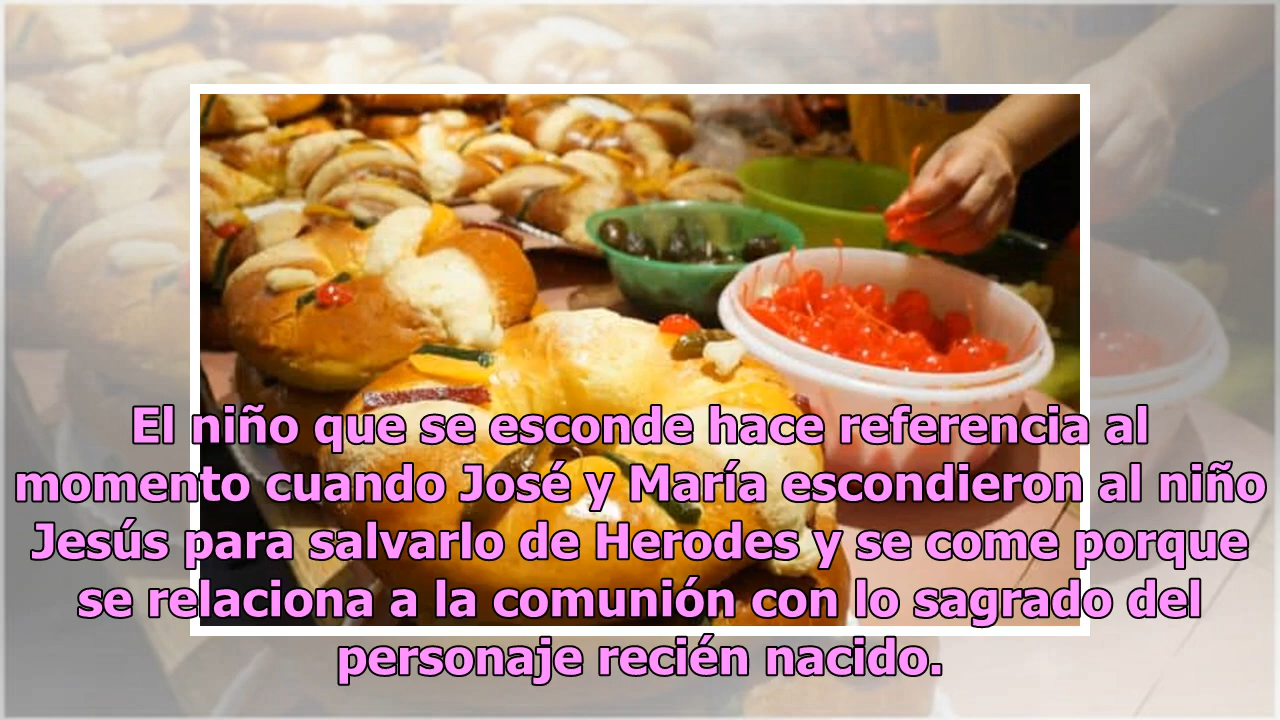 El niño que se esconde hace referencia al
momento cuando José y María escondieron al niño
Jesús para salvarlo de Herodes y se come porque
se relaciona a la comunión con lo sagrado del
personaje recién nacido.